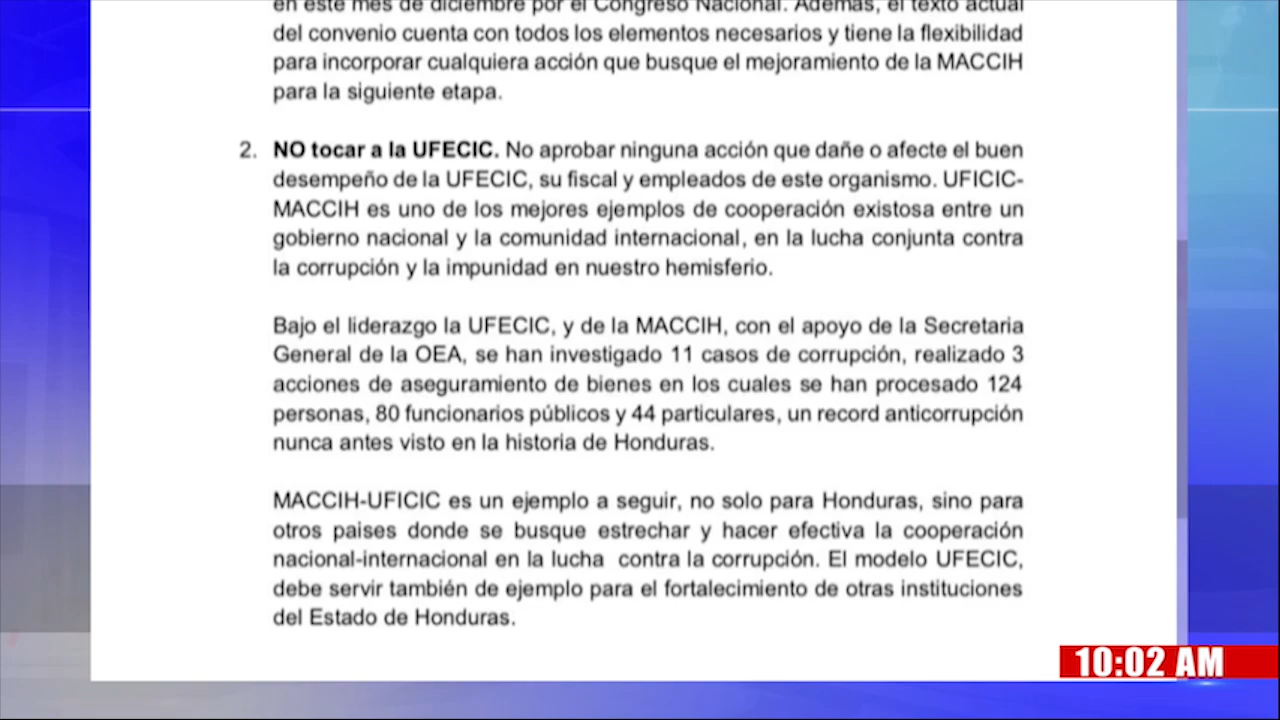 en este mes de diciembre por el Congreso Nacional. Además, el texto actual
del convenio cuenta con todos los elementos necesarios y tiene la flexibilidad
para incorporar cualquiera acción que busque el mejoramiento de la MACCIH
para la siguiente etapa.
2. NO tocar a la UFECIC. No aprobar ninguna acción que dañe o afecte el buen
desempeño de la UFECIC, su fiscal y empleados de este organismo. UFICIC-
MACCIH es uno de los mejores ejemplos de cooperación existosa entre un
gobierno nacional y la comunidad internacional, en la lucha conjunta contra
la corrupción y la impunidad en nuestro hemisferio.
Bajo el liderazgo la UFECIC, y de la MACCIH, con el apoyo de la Secretaria
General de la OEA, se han investigado 11 casos de corrupción, realizado 3
acciones de aseguramiento de bienes en los cuales se han procesado 124
personas, 80 funcionarios públicos y 44 particulares, un record anticorrupción
nunca antes visto en la historia de Honduras.
MACCIH-UFICIC es un ejemplo a seguir, no solo para Honduras, sino para
otros paises donde se busque estrechar y hacer efectiva la cooperación
nacional-internacional en la lucha  contra la corrupción. El modelo UFECIC,
debe servir también de ejemplo para el fortalecimiento de otras instituciones
del Estado de Honduras.
10:02 AM